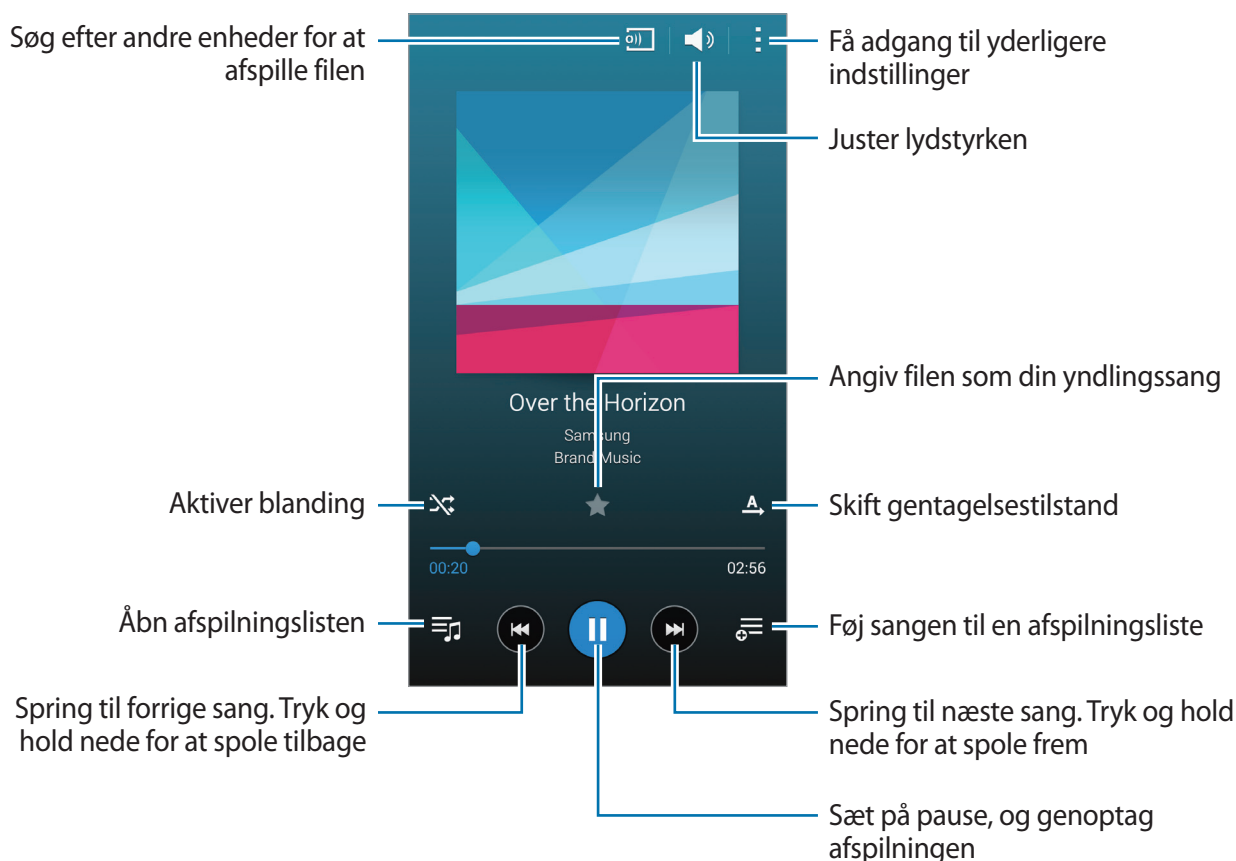 Søg efter andre enheder for at
afspille filen
Få adgang til yderligere
indstillinger
Juster lydstyrken
Angiv filen som din yndlingssang
Over the Horizon
Samsung
Brand Music
Aktiver blanding
A
Skift gentagelsestilstand
00:20
02:56
Åbn afspilningslisten
Føj sangen til en afspilningsliste
Spring til forrige sang. Tryk og
hold nede for at spole tilbage
Spring til næste sang. Tryk og hold
nede for at spole frem
Sæt på pause, og genoptag
afspilningen